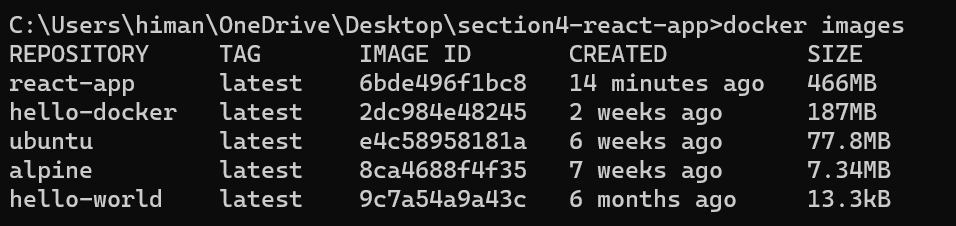 C:\Users\himan\OneDrive\Desktop\section4-react-app>docker images
REPOSITORY     TAG       IMAGE ID       CREATED          SIZE
react-app      latest    6bde496f1bc8   14 minutes ago   466MB
hello-docker   latest    2dc984e48245   2 weeks ago      187MB
ubuntu         latest    e4c58958181a   6 weeks ago      77.8MB
alpine         latest    8ca4688f4f35   7 weeks ago      7.34MB
hello-world    latest    9c7a54a9a43c   6 months ago     13.3kB